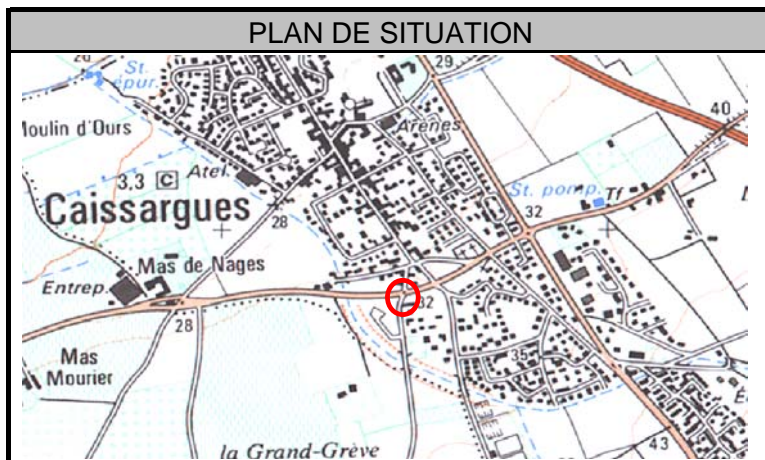 PLAN DE SITUATION
29
St.
épur.
40
Moulin d'Ours
Arènes
3,3 C Atel.
St. pomp. Tf
Caissargues
28
32
Mas de Nages
Entrep.
32
28
35
Mas
Mourier
43
la Grand-Grève